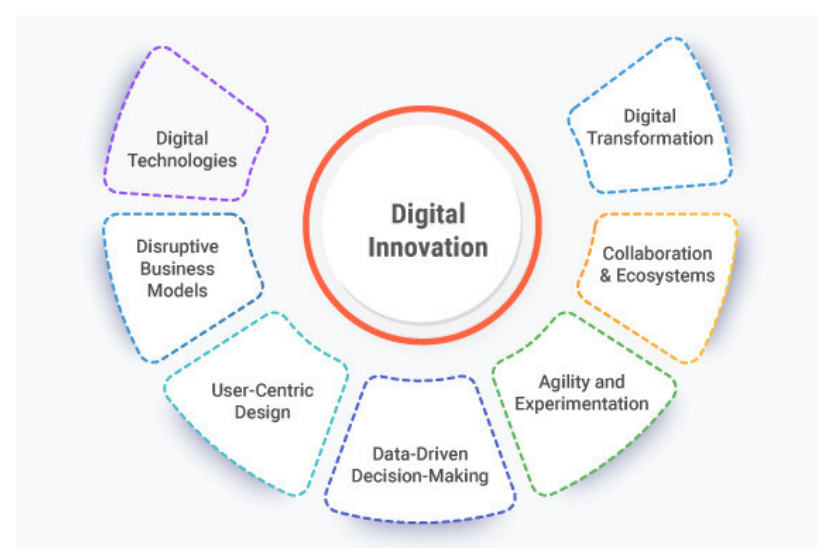 Digital
Innovation
Digital
Technologies
Disruptive
Business
Models
User-Centric
Design
Data-Driven
Decision-Making
Agility and
Experimentation
Collaboration
& Ecosystems
Digital
Transformation